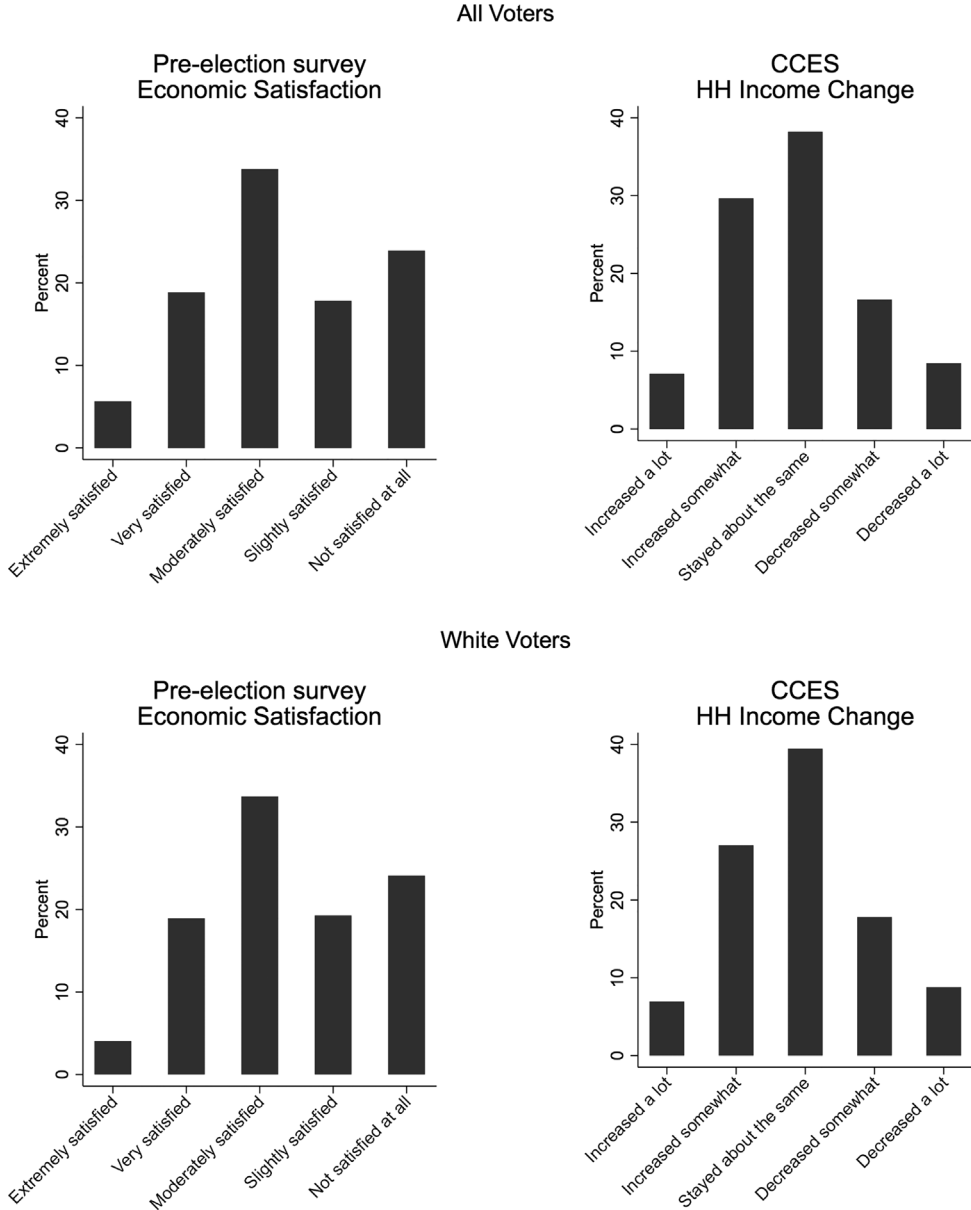 All Voters
Pre-election survey
Economic Satisfaction
Percent
0
10
20
30
40
Extremely satisfied
Very satisfied
Moderately satisfied
Slightly satisfied
Not satisfied at all
CCES
HH Income Change
Percent
0
10
20
30
40
Increased a lot
Increased somewhat
Stayed about the same
Decreased somewhat
Decreased a lot
White Voters
Pre-election survey
Economic Satisfaction
Percent
0
10
20
30
40
Extremely satisfied
Very satisfied
Moderately satisfied
Slightly satisfied
Not satisfied at all
CCES
HH Income Change
Percent
0
10
20
30
40
Increased a lot
Increased somewhat
Stayed about the same
Decreased somewhat
Decreased a lot